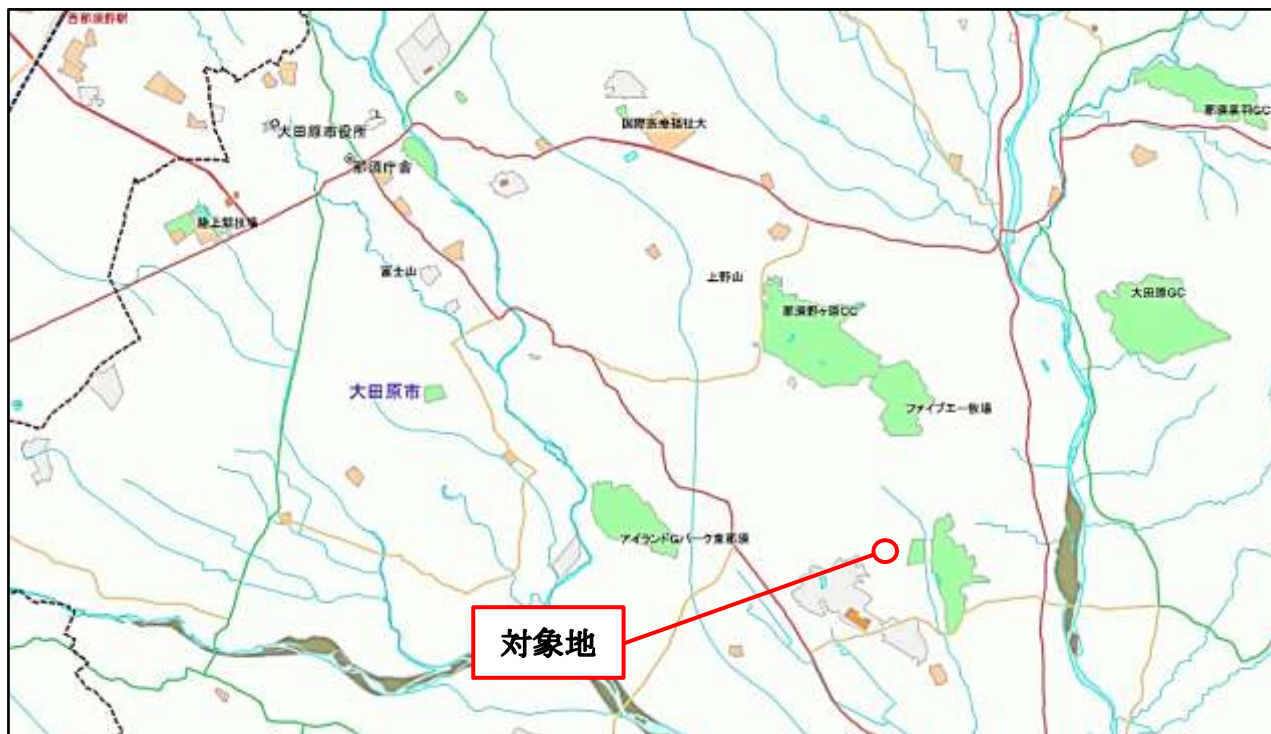 西那須野駅
大田原市役所
那須庁舎
国際医療福祉大
那須黒羽GC
陸上競技場
富士山
上野山
那須野ヶ原CC
大田原GC
大田原市
ファイブエー牧場
アイランドGパーク東那須
対象地